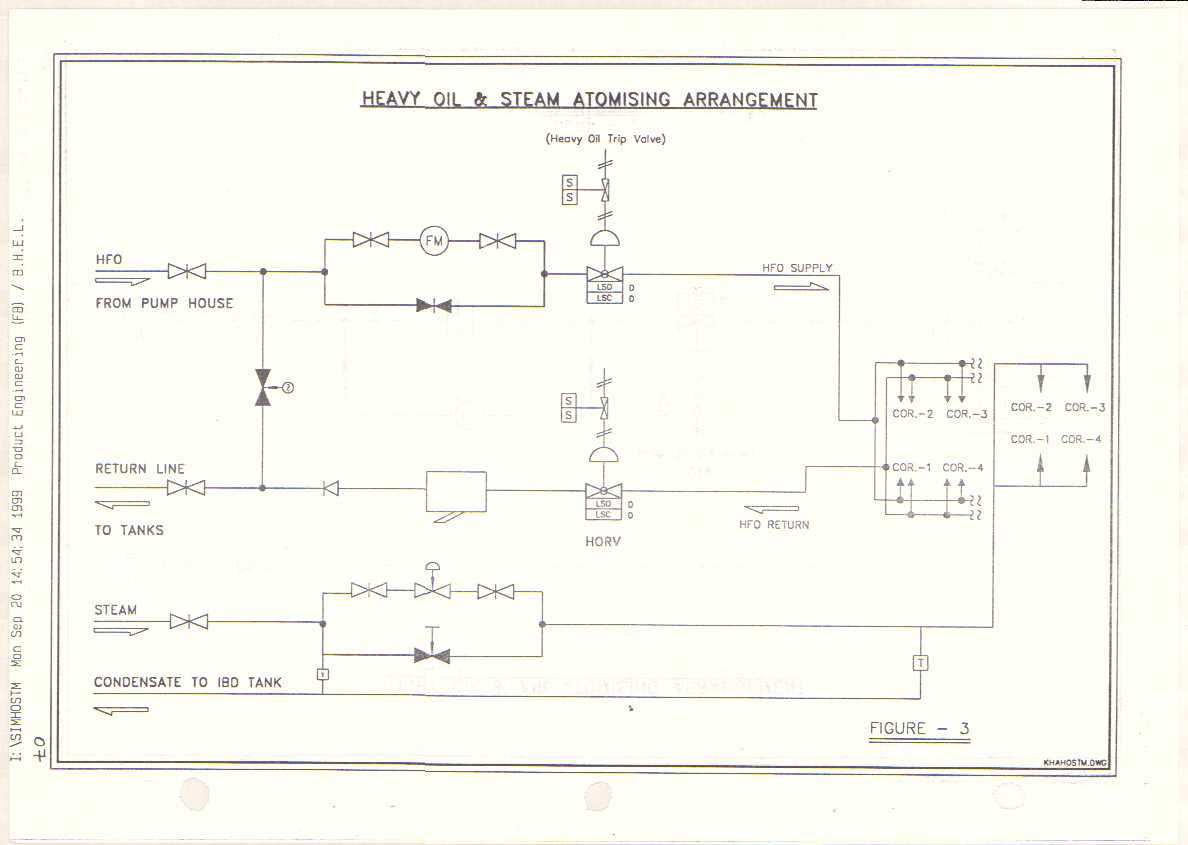 HEAVY OIL & STEAM ATOMISING ARRANGEMENT
(Heavy Oil Trip Valve)
S
S
FM
HFO
HFO SUPPLY
LSO D
LSC D
FROM PUMP HOUSE
S
S
COR.-2 COR.-3
COR.-2 COR.-3
COR.-1 COR.-4
COR.-1 COR.-4
RETURN LINE
LSO D
LSC D
TO TANKS
HFO RETURN
HORV
STEAM
T
CONDENSATE TO IBD TANK
FIGURE - 3
KHAHOSTM.DWG
I:\SIMHOSTM Mon Sep 20 14:54:34 1999 Product Engineering (FB) / B.H.E.L.